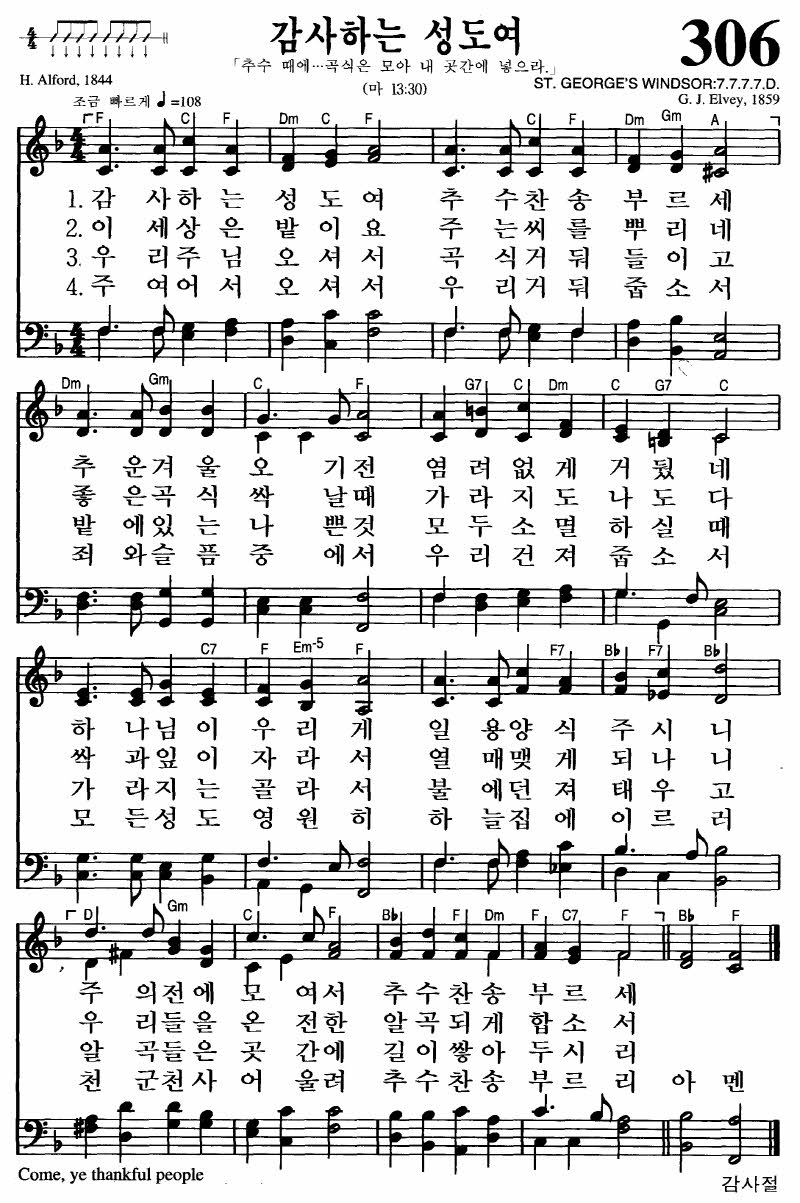 감사하는 성도여
306
「추수 때에…곡식은 모아 내 곳간에 넣으라.」
H. Alford, 1844
(마 13:30)
ST. GEORGE'S WINDSOR:7.7.7.7.D.
G. J. Elvey, 1859
조금 빠르게 ♩=108
F C F Dm C F C F Dm Gm A
1. 감 사하 는 성 도 여 추 수찬 송 부 르 세
2. 이 세상 은 밭 이 요 주 는씨 를 뿌 리 네
3. 우 리주 님 오 셔 서 곡 식거 둬 들 이 고
4. 주 여어 서 오 셔 서 우 리거 둬 줍 소 서
Dm Gm C F G7 C Dm C G7 C
추 운겨 울 오 기전 염 려없 게 거 뒀 네
좋 은곡 식 싹 날때 가 라지 도 나 도 다
밭 에있 는 나 쁜것 모 두소 멸 하 실 때
죄 와슬 픔 중 에서 우 리건 져 줍 소 서
C7 F Em-5 F F7 Bb F7 Bb
하 나님 이 우 리 게 일 용양 식 주 시 니
싹 과잎 이 자 라 서 열 매맺 게 되 나 니
가 라지 는 골 라 서 불 에던 져 태 우 고
모 든성 도 영 원 히 하 늘집 에 이 르 러
D Gm C F Bb F Dm F C7 F Bb F
주 의전 에 모 여서 추 수찬 송 부 르 세
우 리들 을 온 전한 알 곡되 게 합 소 서
알 곡들 은 곳 간에 길 이쌓 아 두 시 리
천 군천 사 어 울려 추 수찬 송 부 르 리 아 멘
Come, ye thankful people
감사절